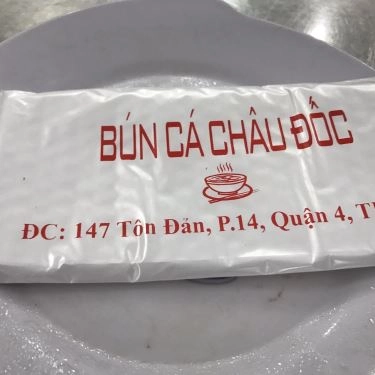 BÚN CÁ CHÂU ĐỐC
ĐC: 147 Tôn Đản, P.14, Quận 4,